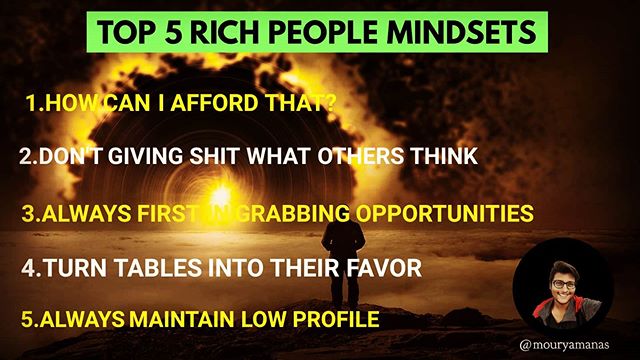 TOP 5 RICH PEOPLE MINDSETS
1.HOW CAN I AFFORD THAT?
2.DON'T GIVING SHIT WHAT OTHERS THINK
3.ALWAYS FIRST IN GRABBING OPPORTUNITIES
4.TURN TABLES INTO THEIR FAVOR
5.ALWAYS MAINTAIN LOW PROFILE
@mouryamanas